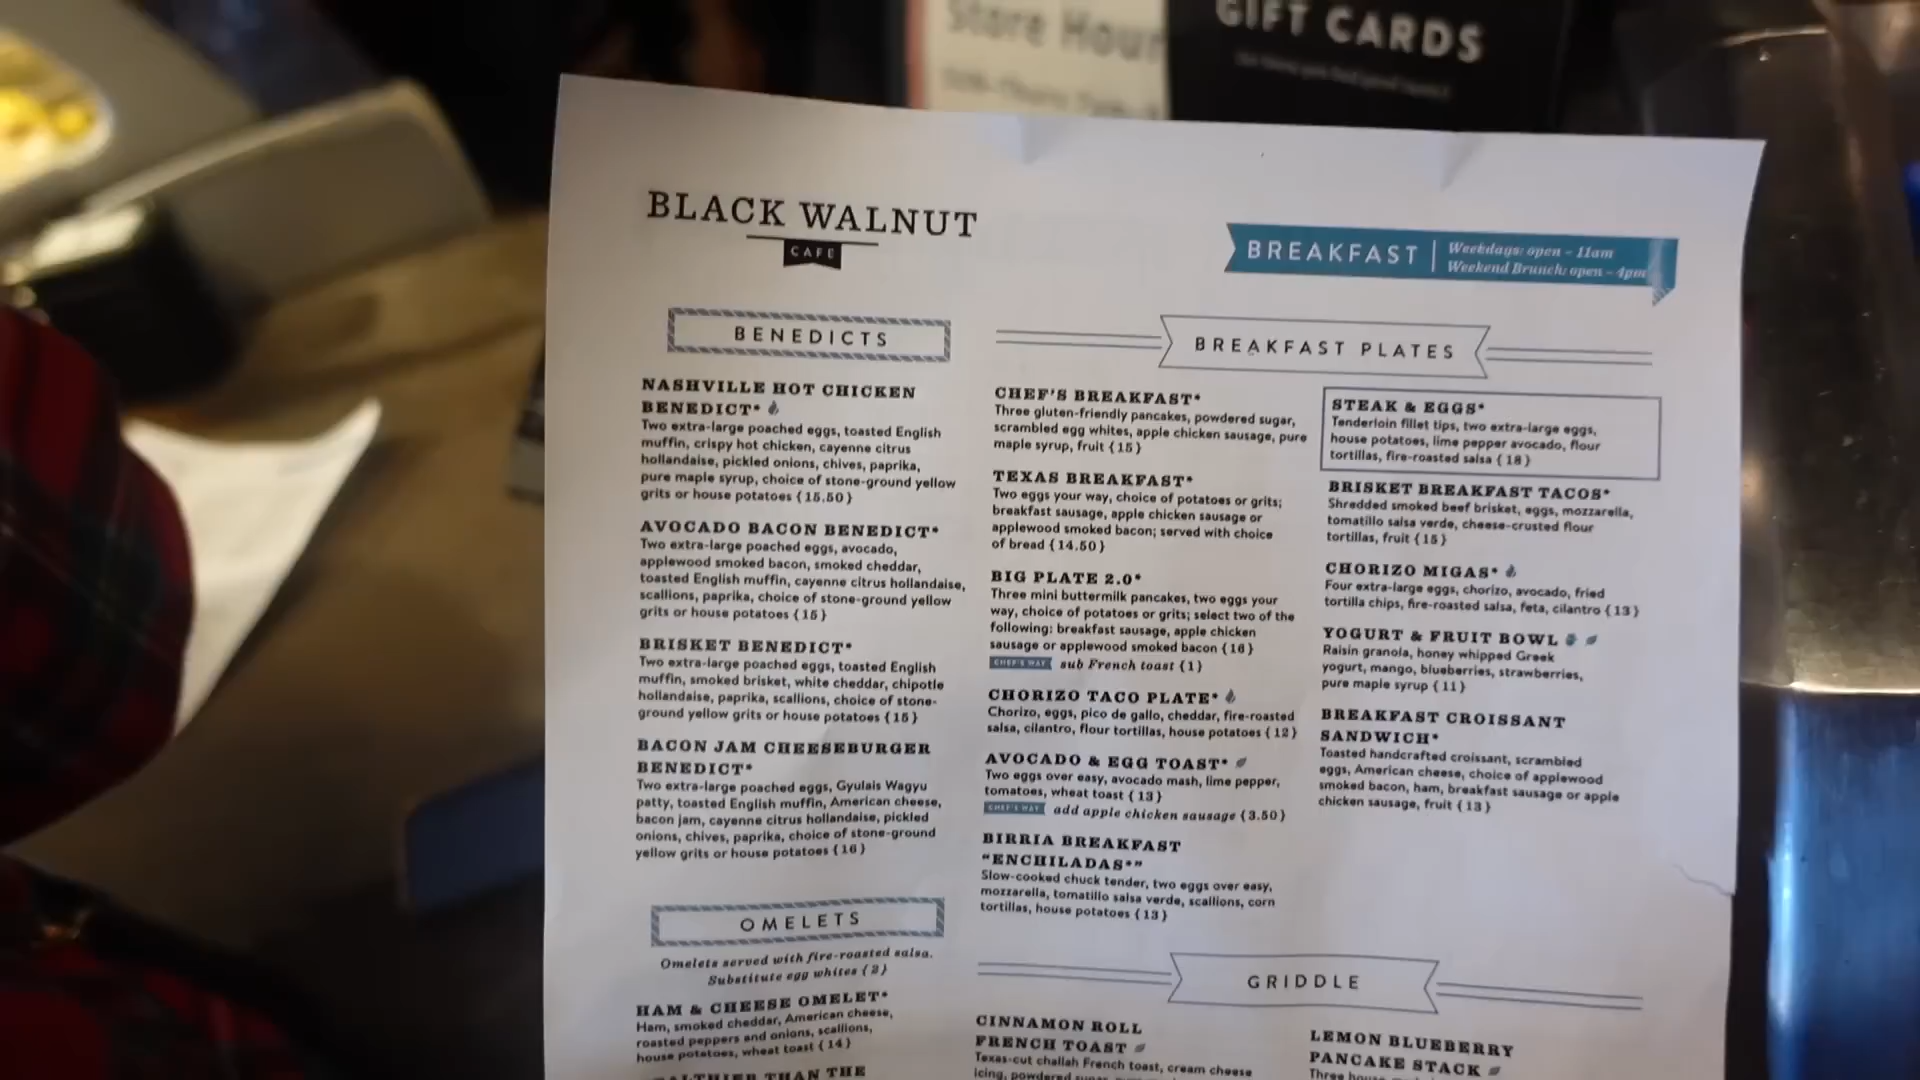 Store Hour
GIFT CARDS
BLACK WALNUT
CAFE
BREAKFAST
Weekdays: open - 11am
Weekend Brunch: open - 4pm
BENEDICTS
NASHVILLE HOT CHICKEN
BENEDICT*
Two extra-large poached eggs, toasted English
muffin, crispy hot chicken, cayenne citrus
hollandaise, pickled onions, chives, paprika,
pure maple syrup, choice of stone-ground yellow
grits or house potatoes {15.50}
AVOCADO BACON BENEDICT*
Two extra-large poached eggs, avocado,
applewood smoked bacon, smoked cheddar,
toasted English muffin, cayenne citrus hollandaise,
scallions, paprika, choice of stone-ground yellow
grits or house potatoes {15}
BRISKET BENEDICT*
Two extra-large poached eggs, toasted English
muffin, smoked brisket, white cheddar, chipotle
hollandaise, paprika, scallions, choice of stone-
ground yellow grits or house potatoes {15}
BACON JAM CHEESEBURGER
BENEDICT*
Two extra-large poached eggs, Gyulais Wagyu
patty, toasted English muffin, American cheese,
bacon jam, cayenne citrus hollandaise, pickled
onions, chives, paprika, choice of stone-ground
yellow grits or house potatoes {16}
OMELETS
Omelets served with fire-roasted salsa.
Substitute egg whites {2}
HAM & CHEESE OMELET*
Ham, smoked cheddar, American cheese,
roasted peppers and onions, scallions,
house potatoes, wheat toast {14}
THAN THE
BREAKFAST PLATES
CHEF'S BREAKFAST*
Three gluten-friendly pancakes, powdered sugar,
scrambled egg whites, apple chicken sausage, pure
maple syrup, fruit {15}
TEXAS BREAKFAST*
Two eggs your way, choice of potatoes or grits;
breakfast sausage, apple chicken sausage or
applewood smoked bacon; served with choice
of bread {14.50}
BIG PLATE 2.0*
Three mini buttermilk pancakes, two eggs your
way, choice of potatoes or grits; select two of the
following: breakfast sausage, apple chicken
sausage or applewood smoked bacon {16}
CHEF'S WAY sub French toast {1}
CHORIZO TACO PLATE*
Chorizo, eggs, pico de gallo, cheddar, fire-roasted
salsa, cilantro, flour tortillas, house potatoes {12}
AVOCADO & EGG TOAST*
Two eggs over easy, avocado mash, lime pepper,
tomatoes, wheat toast {13}
CHEF'S WAY add apple chicken sausage {3.50}
BIRRIA BREAKFAST
"ENCHILADAS*"
Slow-cooked chuck tender, two eggs over easy,
mozzarella, tomatillo salsa verde, scallions, corn
tortillas, house potatoes {13}
STEAK & EGGS*
Tenderloin fillet tips, two extra-large eggs,
house potatoes, lime pepper avocado, flour
tortillas, fire-roasted salsa {18}
BRISKET BREAKFAST TACOS*
Shredded smoked beef brisket, eggs, mozzarella,
tomatillo salsa verde, cheese-crusted flour
tortillas, fruit {15}
CHORIZO MIGAS*
Four extra-large eggs, chorizo, avocado, fried
tortilla chips, fire-roasted salsa, feta, cilantro {13}
YOGURT & FRUIT BOWL
Raisin granola, honey whipped Greek
yogurt, mango, blueberries, strawberries,
pure maple syrup {11}
BREAKFAST CROISSANT
SANDWICH*
Toasted handcrafted croissant, scrambled
eggs, American cheese, choice of applewood
smoked bacon, ham, breakfast sausage or apple
chicken sausage, fruit {13}
GRIDDLE
CINNAMON ROLL
FRENCH TOAST
Texas-cut challah French toast, cream cheese
icing, powdered
LEMON BLUEBERRY
PANCAKE STACK
Three